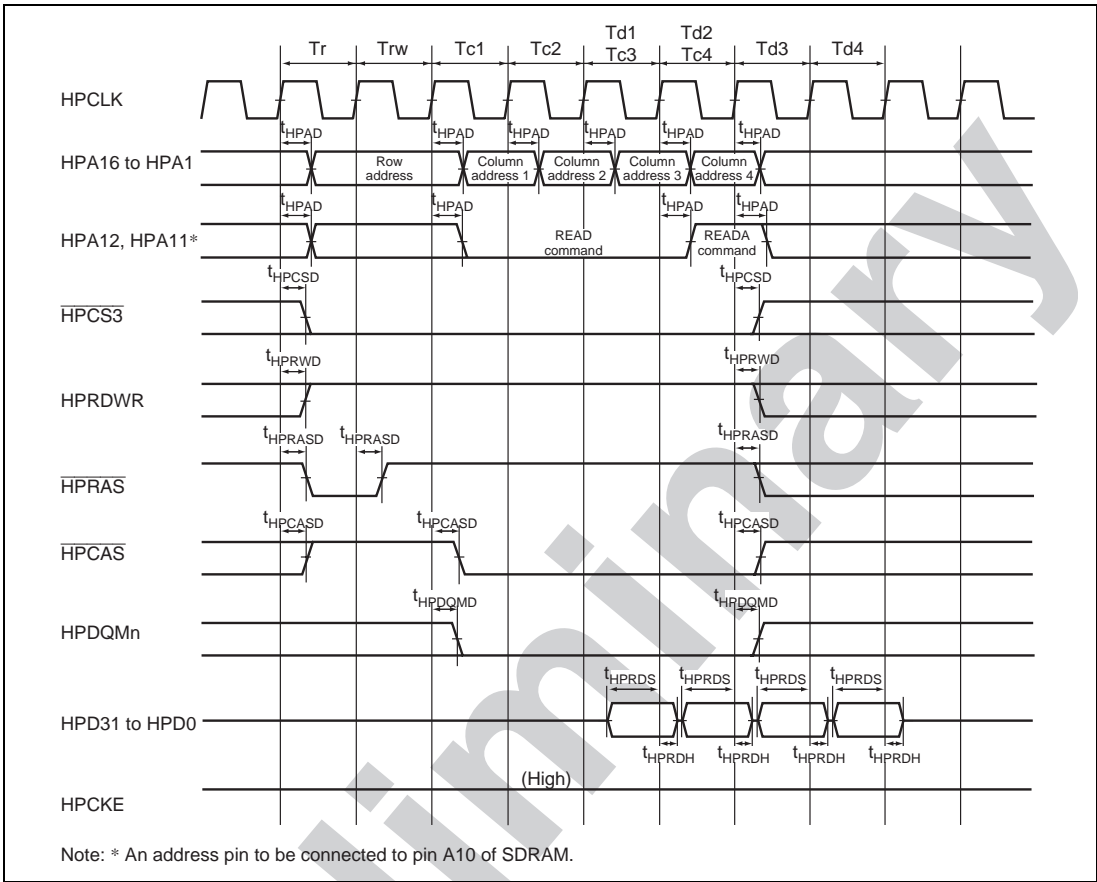 Tr Trw Tc1 Tc2 Td1 Tc3 Td2 Tc4 Td3 Td4
HPCLK
tHPAD tHPAD tHPAD tHPAD tHPAD tHPAD
HPA16 to HPA1
Row address
Column address 1
Column address 2
Column address 3
Column address 4
tHPAD tHPAD tHPAD tHPAD
HPA12, HPA11*
READ command
READA command
tHPCSD tHPCSD
HPCS3
tHPRWD tHPRWD
HPRDWR
tHPRASD tHPRASD tHPRASD
HPRAS
tHPCASD tHPCASD tHPCASD
HPCAS
tHPDQMD tHPDQMD
HPDQMn
tHPRDS tHPRDS tHPRDS tHPRDS
HPD31 to HPD0
tHPRDH tHPRDH tHPRDH tHPRDH
(High)
HPCKE
Note: * An address pin to be connected to pin A10 of SDRAM.
liminary